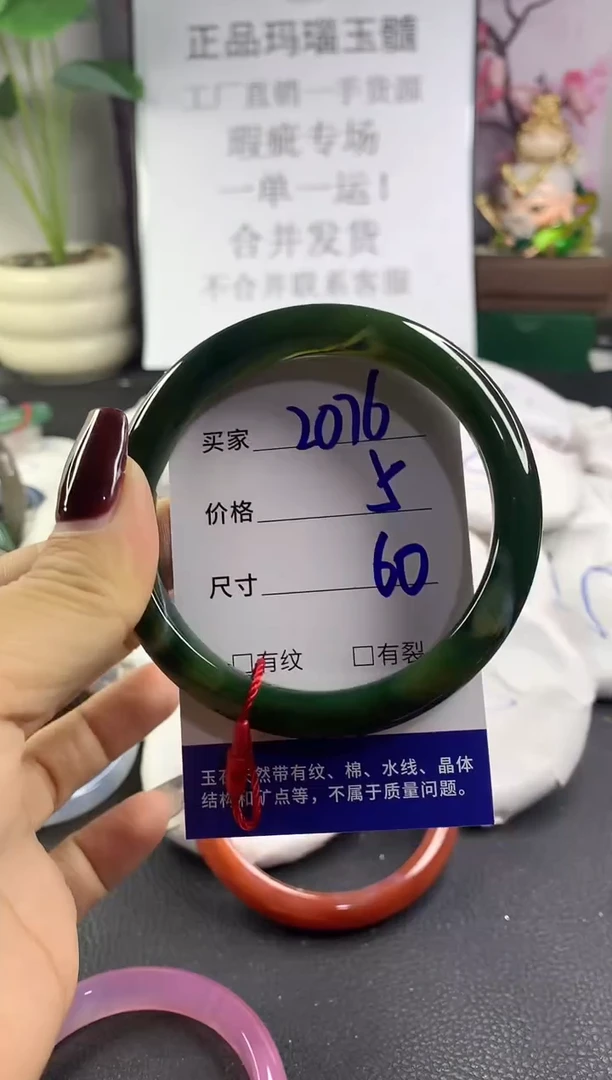 正品玛瑙玉髓
工厂直销一手货源
瑕疵专场
一单一运！
合并发货
不合并联系客服
买家 2076
价格 5
尺寸 60
□有纹 □有裂
玉石天然带有纹、棉、水线、晶体
结构和矿点等，不属于质量问题。